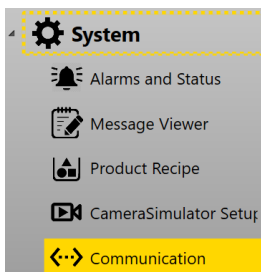 System
Alarms and Status
Message Viewer
Product Recipe
CameraSimulator Setup
Communication